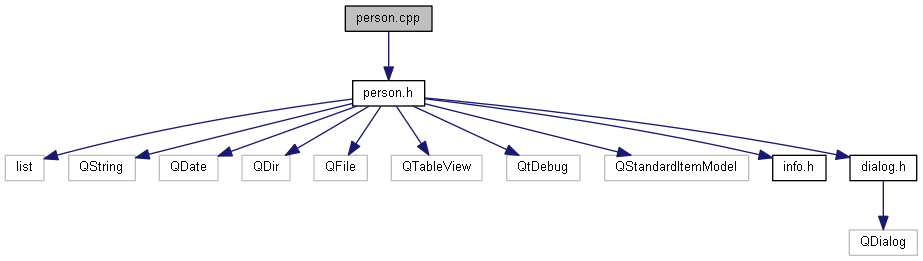 person.cpp
person.h
list
QString
QDate
QDir
QFile
QTableView
QtDebug
QStandardItemModel
info.h
dialog.h
QDialog